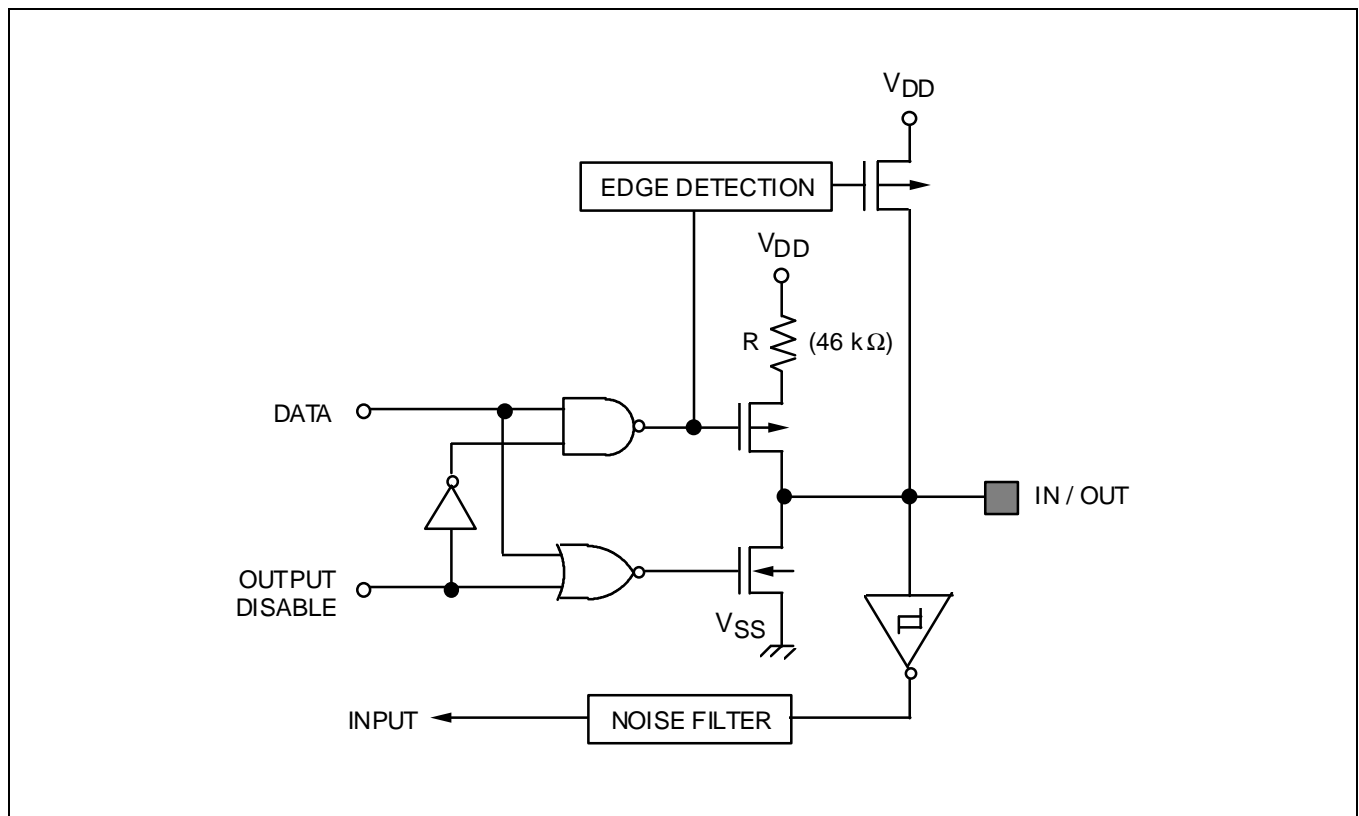 VDD
EDGE DETECTION
VDD
R (46 kΩ)
DATA
IN / OUT
OUTPUT
DISABLE
VSS
INPUT
NOISE FILTER